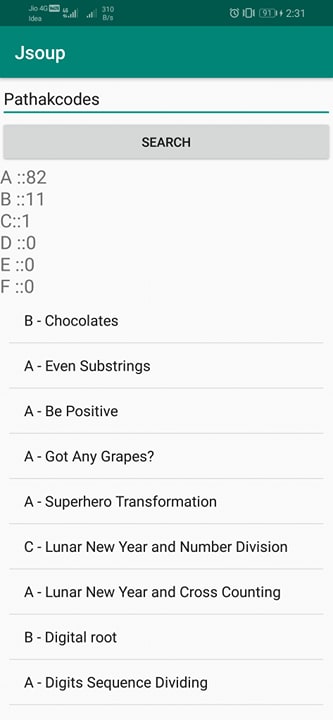 Jio 4G VoLTE 4G 310
Idea B/s 91 2:31
Jsoup
Pathakcodes
SEARCH
A ::82
B ::11
C::1
D ::0
E ::0
F ::0
B - Chocolates
A - Even Substrings
A - Be Positive
A - Got Any Grapes?
A - Superhero Transformation
C - Lunar New Year and Number Division
A - Lunar New Year and Cross Counting
B - Digital root
A - Digits Sequence Dividing